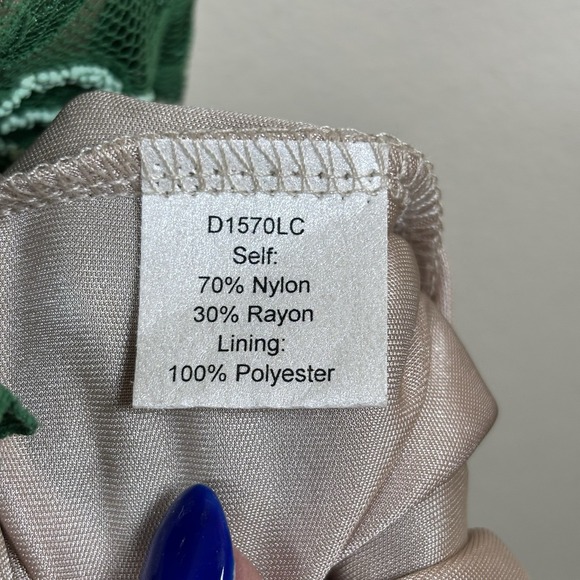 D1570LC
Self:
70% Nylon
30% Rayon
Lining:
100% Polyester